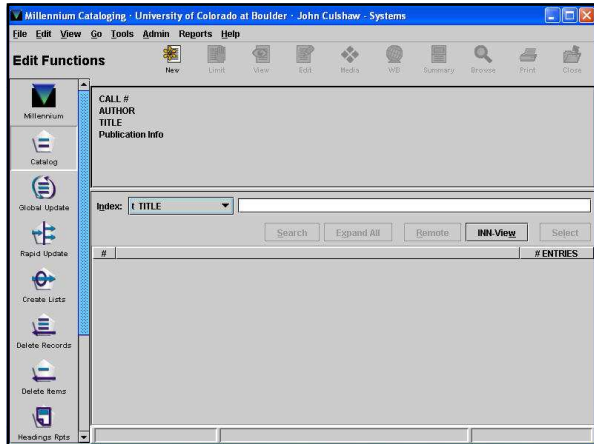 Millennium Cataloging · University of Colorado at Boulder · John Culshaw - Systems
File Edit View Go Tools Admin Reports Help
Edit Functions
New Limit View Edit Media WB Summary Browse Print Close
Millennium
Catalog
Global Update
Rapid Update
Create Lists
Delete Records
Delete Items
Headings Rpts
CALL #
AUTHOR
TITLE
Publication Info
Index: t TITLE
Search Expand All Remote INN-View Select
# # ENTRIES